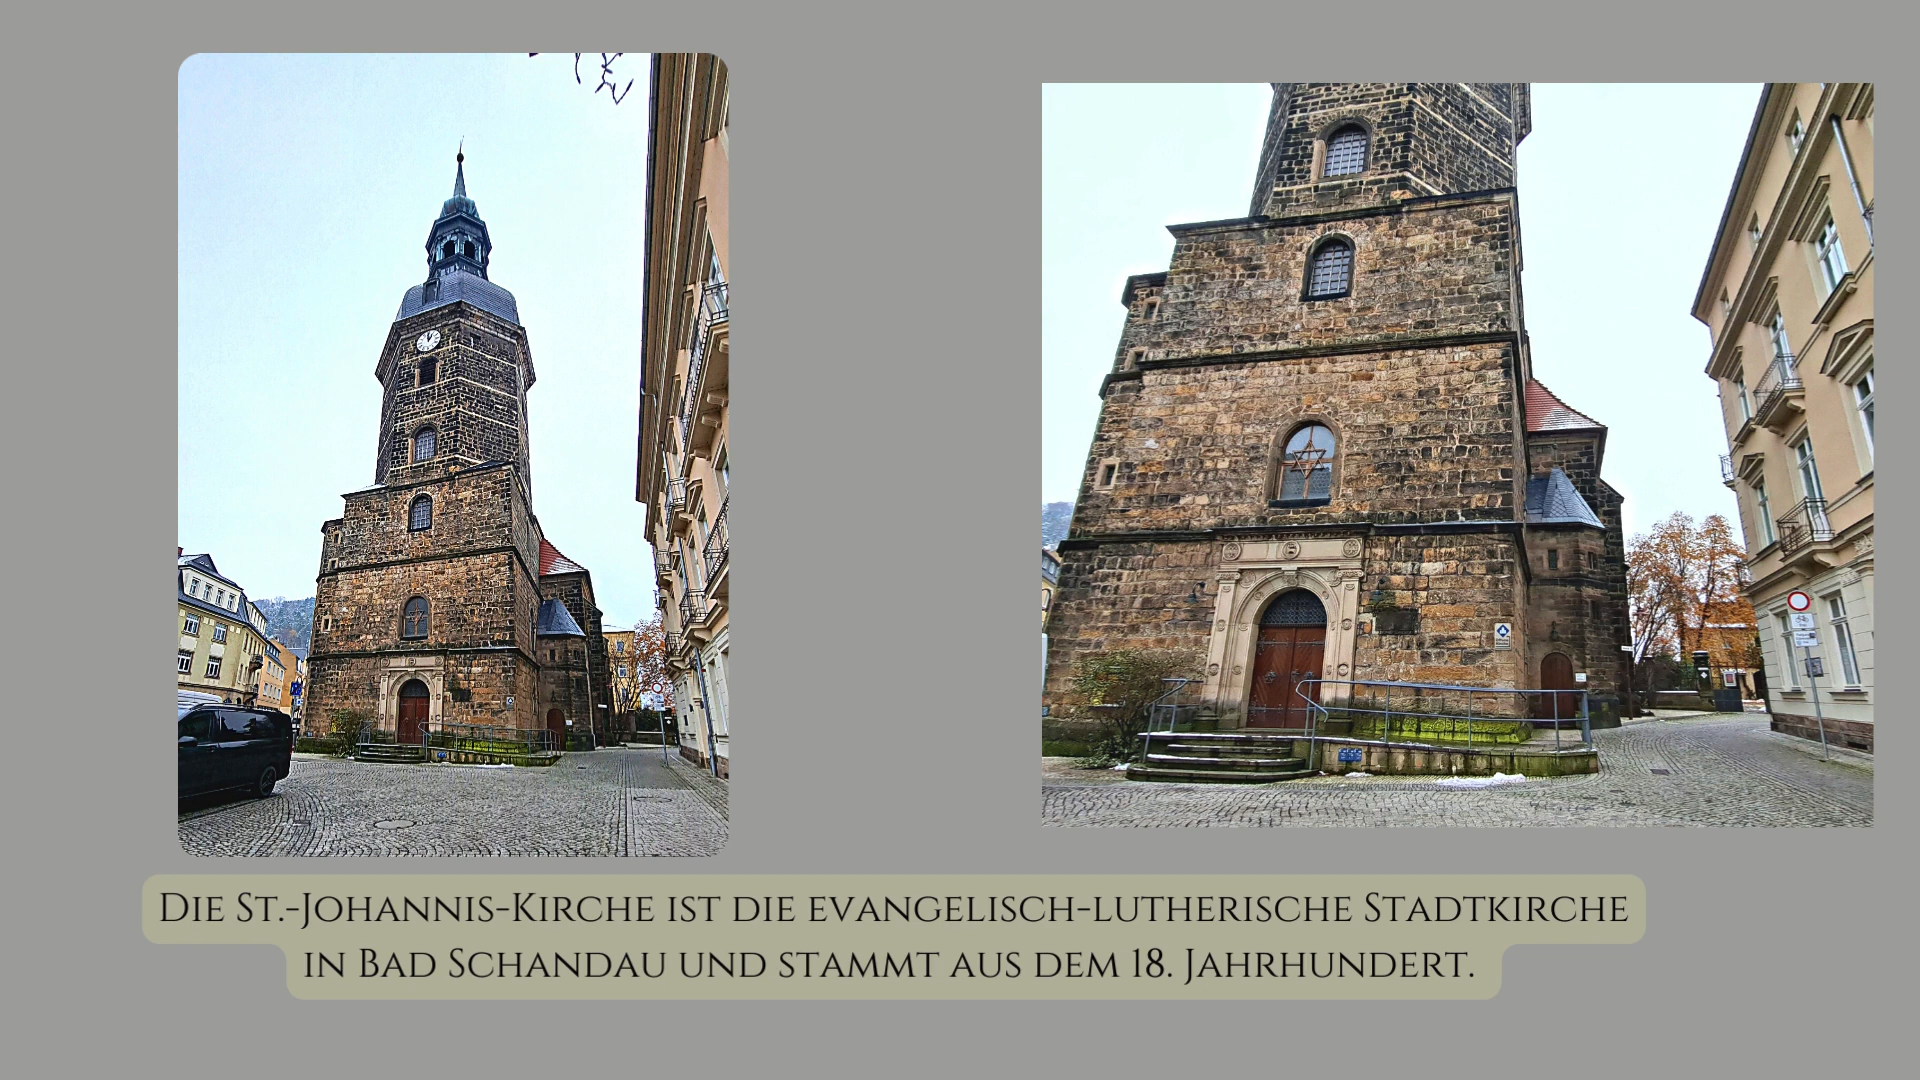 Die St.-Johannis-Kirche ist die evangelisch-lutherische Stadtkirche
in Bad Schandau und stammt aus dem 18. Jahrhundert.